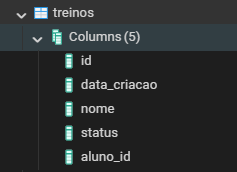 treinos
Columns (5)
id
data_criacao
nome
status
aluno_id